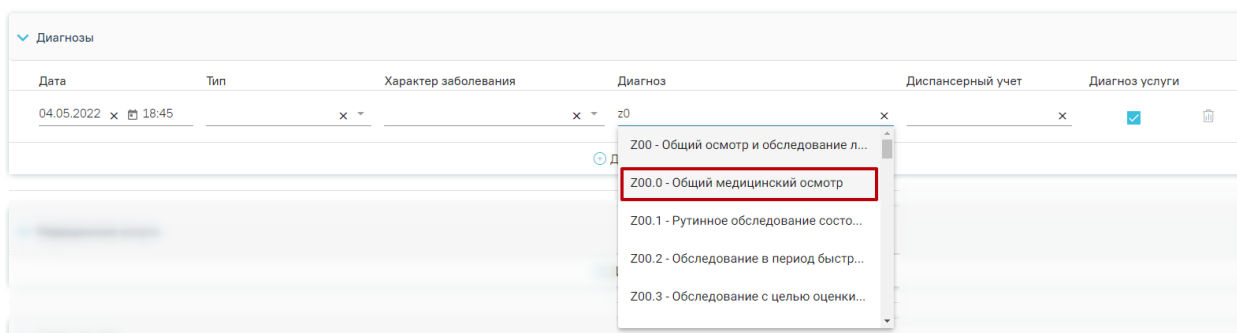 Диагнозы
Дата Тип Характер заболевания Диагноз Диспансерный учет Диагноз услуги
04.05.2022 18:45 z0
Z00 - Общий осмотр и обследование л...
Z00.0 - Общий медицинский осмотр
Z00.1 - Рутинное обследование состо...
Z00.2 - Обследование в период быстр...
Z00.3 - Обследование с целью оценки...